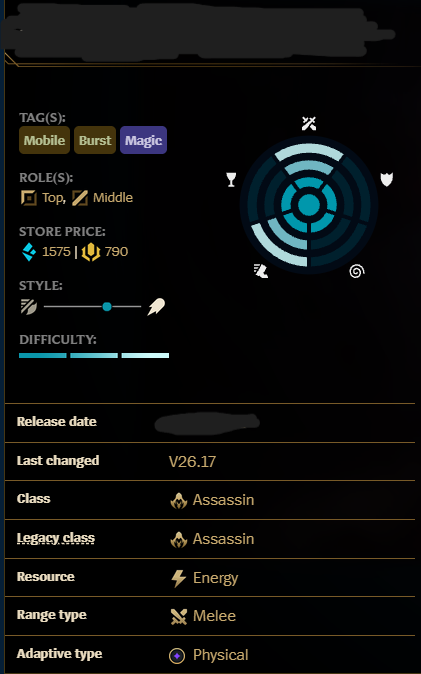 TAG(S):
Mobile Burst Magic
ROLE(S):
Top, Middle
STORE PRICE:
1575 | 790
STYLE:
DIFFICULTY:
Release date
Last changed V26.17
Class Assassin
Legacy class Assassin
Resource Energy
Range type Melee
Adaptive type Physical